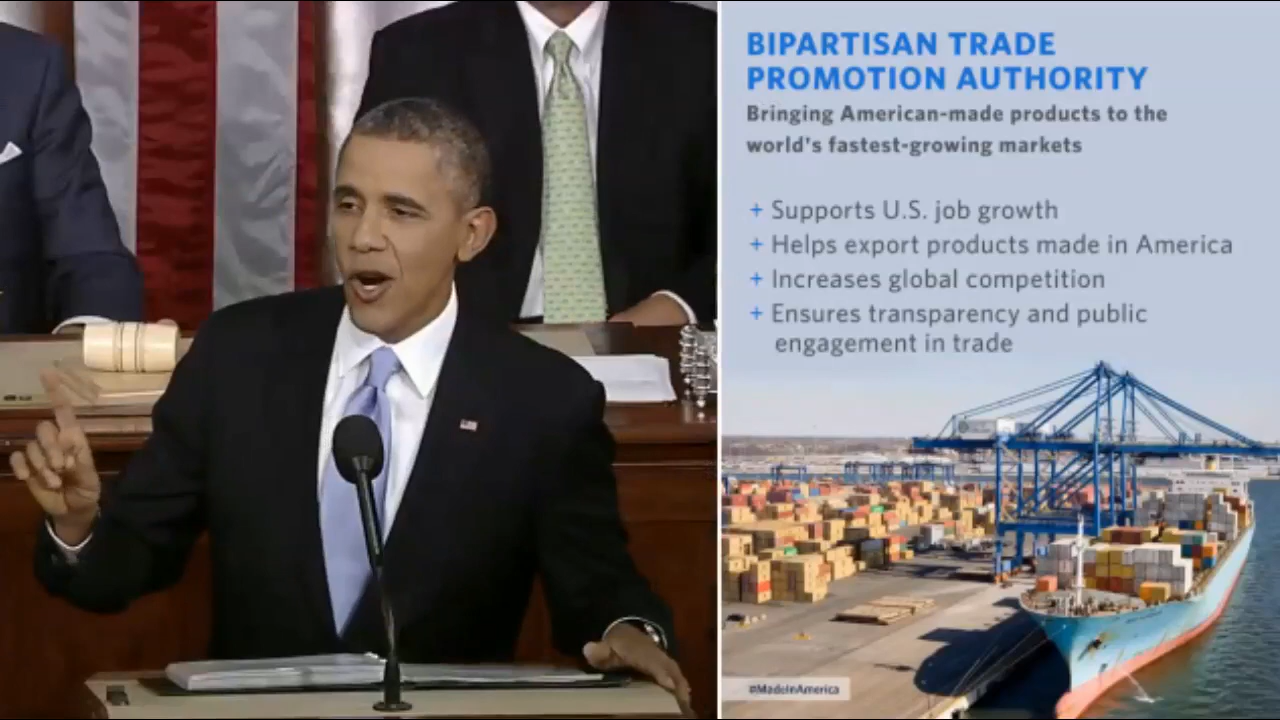 BIPARTISAN TRADE
PROMOTION AUTHORITY
Bringing American-made products to the
world's fastest-growing markets
+ Supports U.S. job growth
+ Helps export products made in America
+ Increases global competition
+ Ensures transparency and public
engagement in trade
#MadeInAmerica